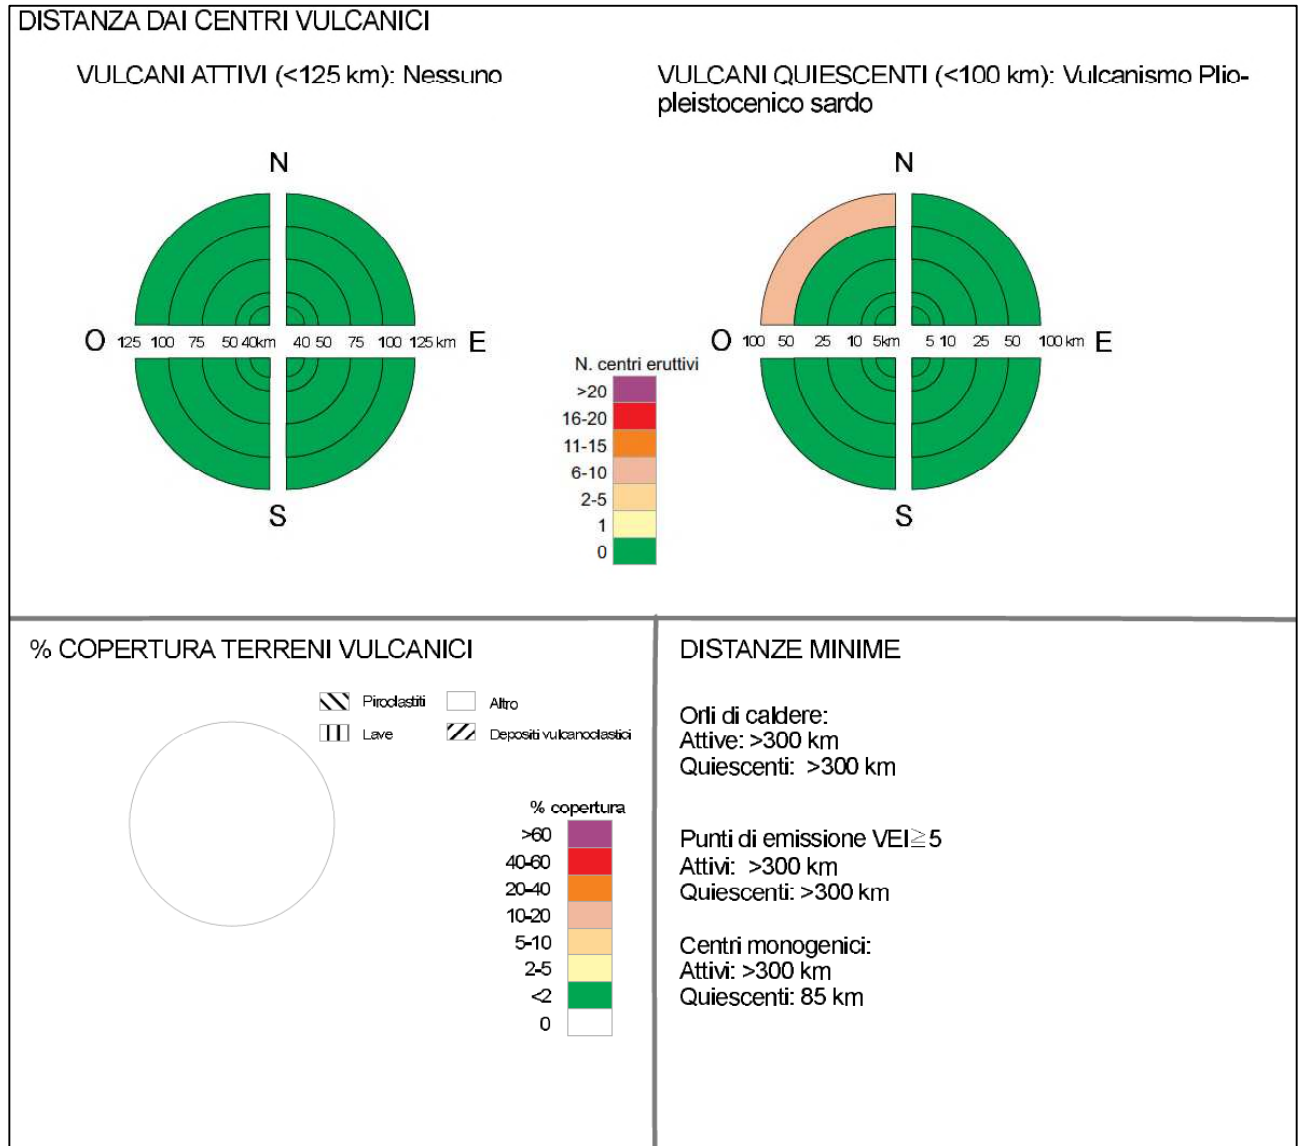 DISTANZA DAI CENTRI VULCANICI
VULCANI ATTIVI (<125 km): Nessuno
VULCANI QUIESCENTI (<100 km): Vulcanismo Plio-
pleistocenico sardo
N
O 125 100 75 50 40km 40 50 75 100 125 km E
S
N
O 100 50 25 10 5km 5 10 25 50 100 km E
S
N. centri eruttivi
>20
16-20
11-15
6-10
2-5
1
0
% COPERTURA TERRENI VULCANICI
Piroclastiti
Altro
Lave
Depositi vulcanoclastici
% copertura
>60
40-60
20-40
10-20
5-10
2-5
<2
0
DISTANZE MINIME
Orli di caldere:
Attive: >300 km
Quiescenti: >300 km
Punti di emissione VEI≧5
Attivi: >300 km
Quiescenti: >300 km
Centri monogenici:
Attivi: >300 km
Quiescenti: 85 km